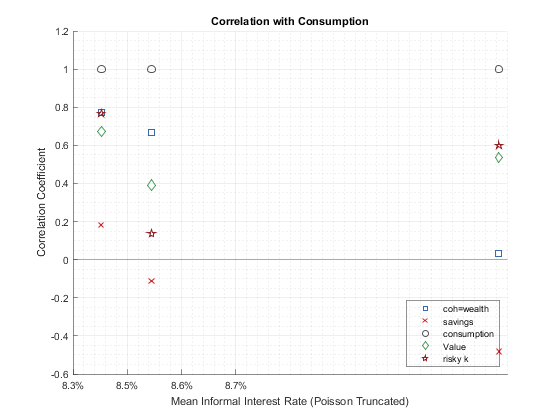 Correlation with Consumption
1.2
1
0.8
0.6
0.4
0.2
0
-0.2
-0.4
-0.6
Correlation Coefficient
8.3%
8.5%
8.6%
8.7%
Mean Informal Interest Rate (Poisson Truncated)
coh=wealth
savings
consumption
Value
risky k